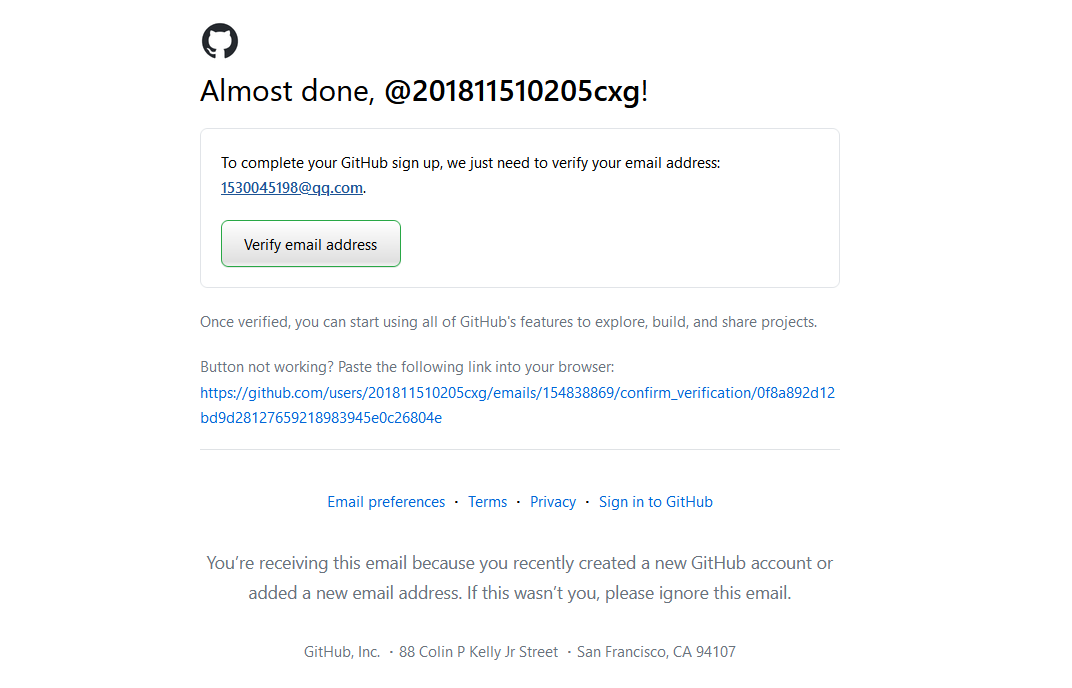 Almost done, @201811510205cxg!
To complete your GitHub sign up, we just need to verify your email address:
1530045198@qq.com.
Verify email address
Once verified, you can start using all of GitHub's features to explore, build, and share projects.
Button not working? Paste the following link into your browser:
https://github.com/users/201811510205cxg/emails/154838869/confirm_verification/0f8a892d12
bd9d28127659218983945e0c26804e
Email preferences · Terms · Privacy · Sign in to GitHub
You’re receiving this email because you recently created a new GitHub account or
added a new email address. If this wasn’t you, please ignore this email.
GitHub, Inc. · 88 Colin P Kelly Jr Street · San Francisco, CA 94107